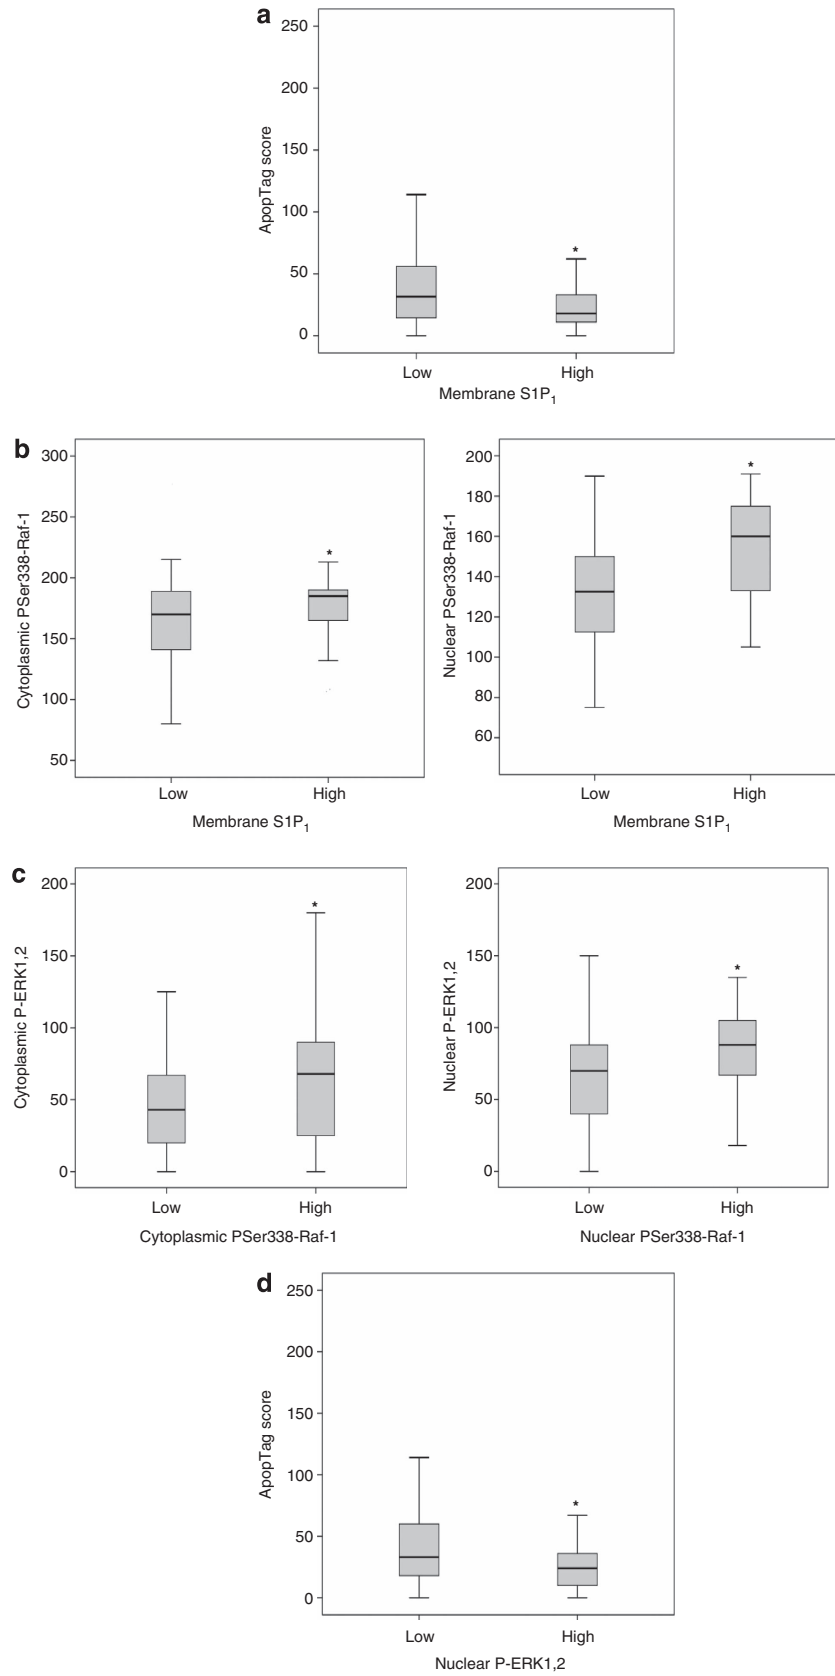 a
250
200
150
100
50
0
ApopTag score
*
Low High
Membrane S1P1
b
300
250
200
150
100
50
Cytoplasmic PSer338-Raf-1
*
Low High
Membrane S1P1
200
180
160
140
120
100
80
60
Nuclear PSer338-Raf-1
*
Low High
Membrane S1P1
c
200
150
100
50
0
Cytoplasmic P-ERK1,2
*
Low High
Cytoplasmic PSer338-Raf-1
200
150
100
50
0
Nuclear P-ERK1,2
*
Low High
Nuclear PSer338-Raf-1
d
250
200
150
100
50
0
ApopTag score
*
Low High
Nuclear P-ERK1,2